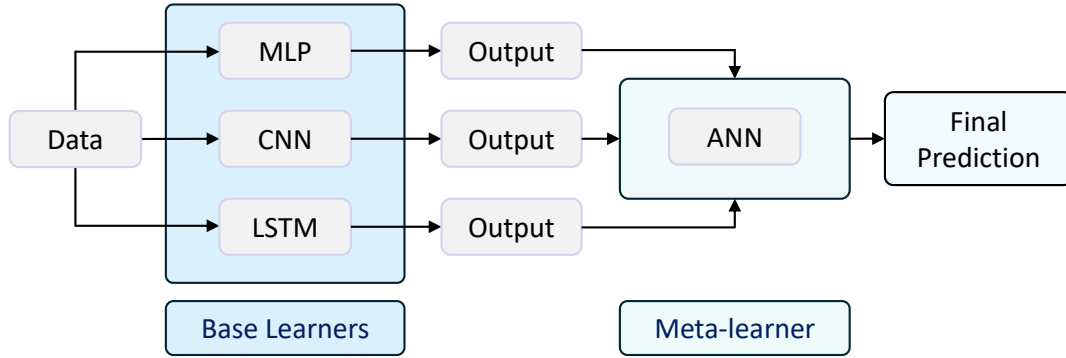 MLP
Output
Data
CNN
Output
ANN
Final
Prediction
LSTM
Output
Base Learners
Meta-learner